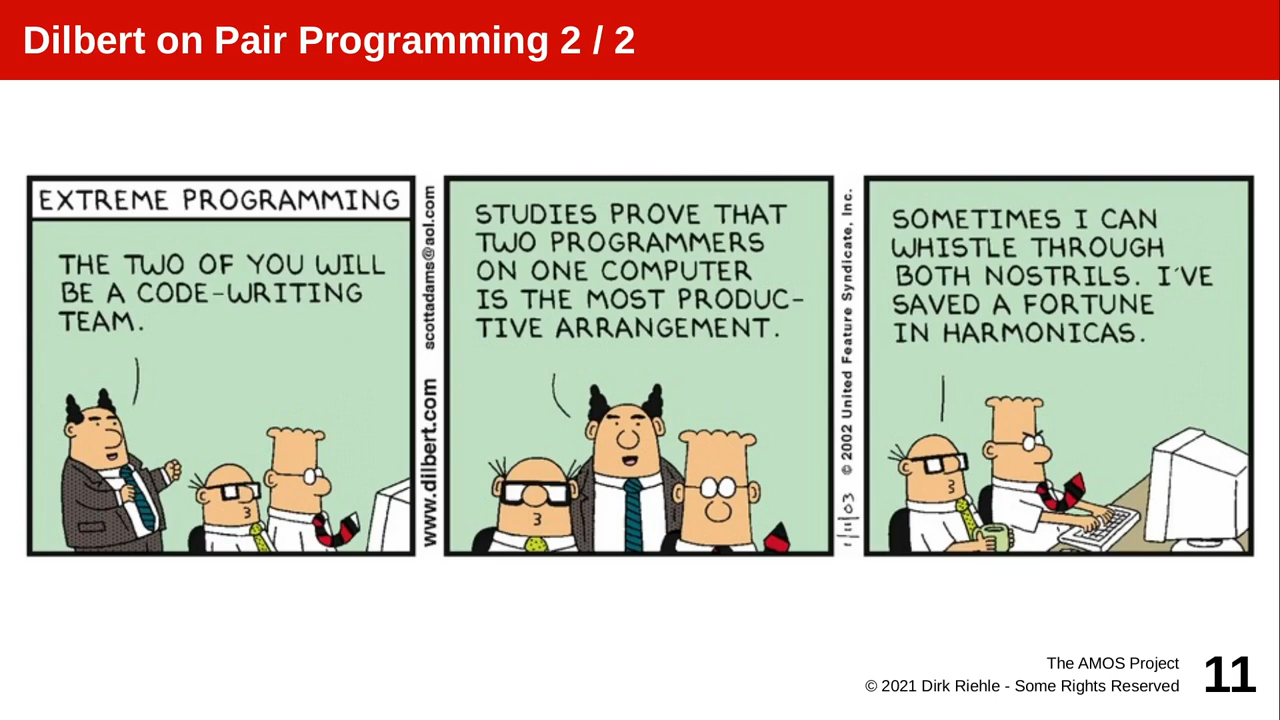 Dilbert on Pair Programming 2 / 2
EXTREME PROGRAMMING
THE TWO OF YOU WILL
BE A CODE-WRITING
TEAM.
www.dilbert.com scottadams@aol.com
STUDIES PROVE THAT
TWO PROGRAMMERS
ON ONE COMPUTER
IS THE MOST PRODUC-
TIVE ARRANGEMENT.
1/11/03 © 2002 United Feature Syndicate, Inc.
SOMETIMES I CAN
WHISTLE THROUGH
BOTH NOSTRILS. I'VE
SAVED A FORTUNE
IN HARMONICAS.
The AMOS Project
© 2021 Dirk Riehle - Some Rights Reserved
11